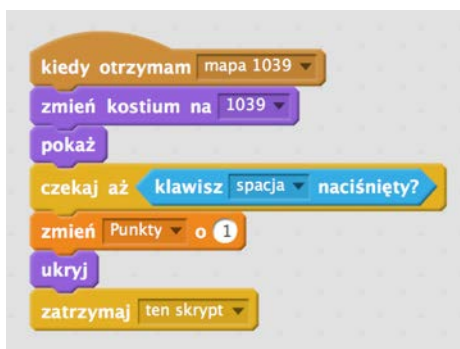 kiedy otrzymam mapa 1039
zmień kostium na 1039
pokaż
czekaj aż klawisz spacja naciśnięty?
zmień Punkty o 1
ukryj
zatrzymaj ten skrypt